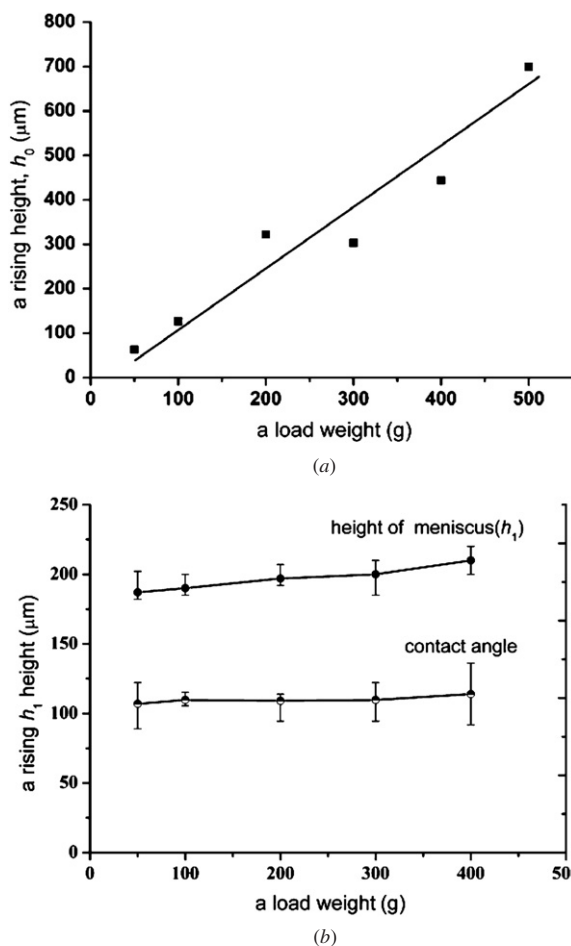 800
700
600
500
400
300
200
100
0
a rising height, h0 (μm)
0 100 200 300 400 500
a load weight (g)
(a)
250
200
150
100
50
0
a rising h1 height (μm)
height of meniscus(h1)
contact angle
0 100 200 300 400 50
a load weight (g)
(b)